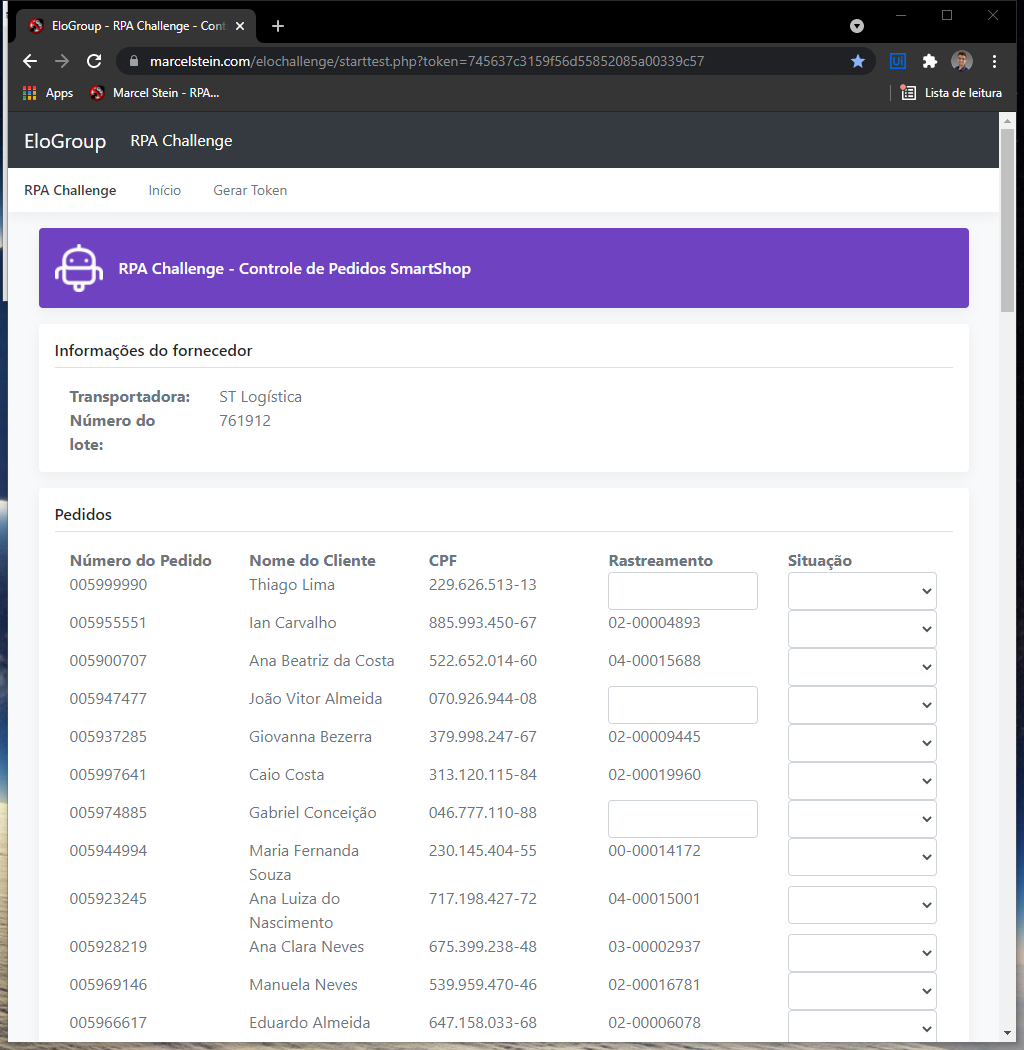 EloGroup - RPA Challenge - Cont
marcelstein.com/elochallenge/starttest.php?token=745637c3159f56d55852085a00339c57
Ui
Apps
Marcel Stein - RPA...
Lista de leitura
EloGroup RPA Challenge
RPA Challenge Início Gerar Token
RPA Challenge - Controle de Pedidos SmartShop
Informações do fornecedor
Transportadora: ST Logística
Número do 761912
lote:
Pedidos
Número do Pedido Nome do Cliente CPF Rastreamento Situação
005999990 Thiago Lima 229.626.513-13
005955551 Ian Carvalho 885.993.450-67 02-00004893
005900707 Ana Beatriz da Costa 522.652.014-60 04-00015688
005947477 João Vitor Almeida 070.926.944-08
005937285 Giovanna Bezerra 379.998.247-67 02-00009445
005997641 Caio Costa 313.120.115-84 02-00019960
005974885 Gabriel Conceição 046.777.110-88
005944994 Maria Fernanda 230.145.404-55 00-00014172
Souza
005923245 Ana Luiza do 717.198.427-72 04-00015001
Nascimento
005928219 Ana Clara Neves 675.399.238-48 03-00002937
005969146 Manuela Neves 539.959.470-46 02-00016781
005966617 Eduardo Almeida 647.158.033-68 02-00006078